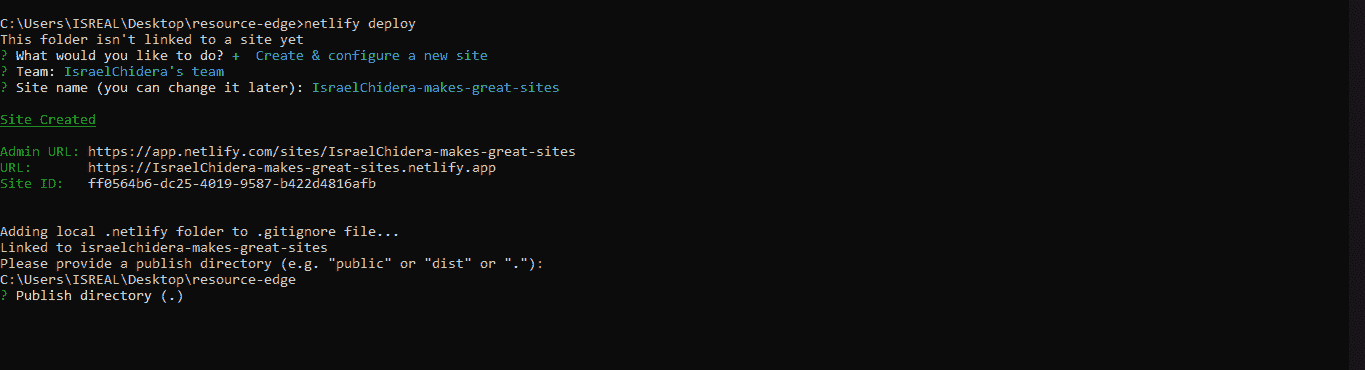 C:\Users\ISREAL\Desktop\resource-edge>netlify deploy
This folder isn't linked to a site yet
? What would you like to do? +  Create & configure a new site
? Team: IsraelChidera's team
? Site name (you can change it later): IsraelChidera-makes-great-sites
Site Created
Admin URL: https://app.netlify.com/sites/IsraelChidera-makes-great-sites
URL:       https://IsraelChidera-makes-great-sites.netlify.app
Site ID:   ff0564b6-dc25-4019-9587-b422d4816afb
Adding local .netlify folder to .gitignore file...
Linked to israelchidera-makes-great-sites
Please provide a publish directory (e.g. "public" or "dist" or "."):
C:\Users\ISREAL\Desktop\resource-edge
? Publish directory (.)